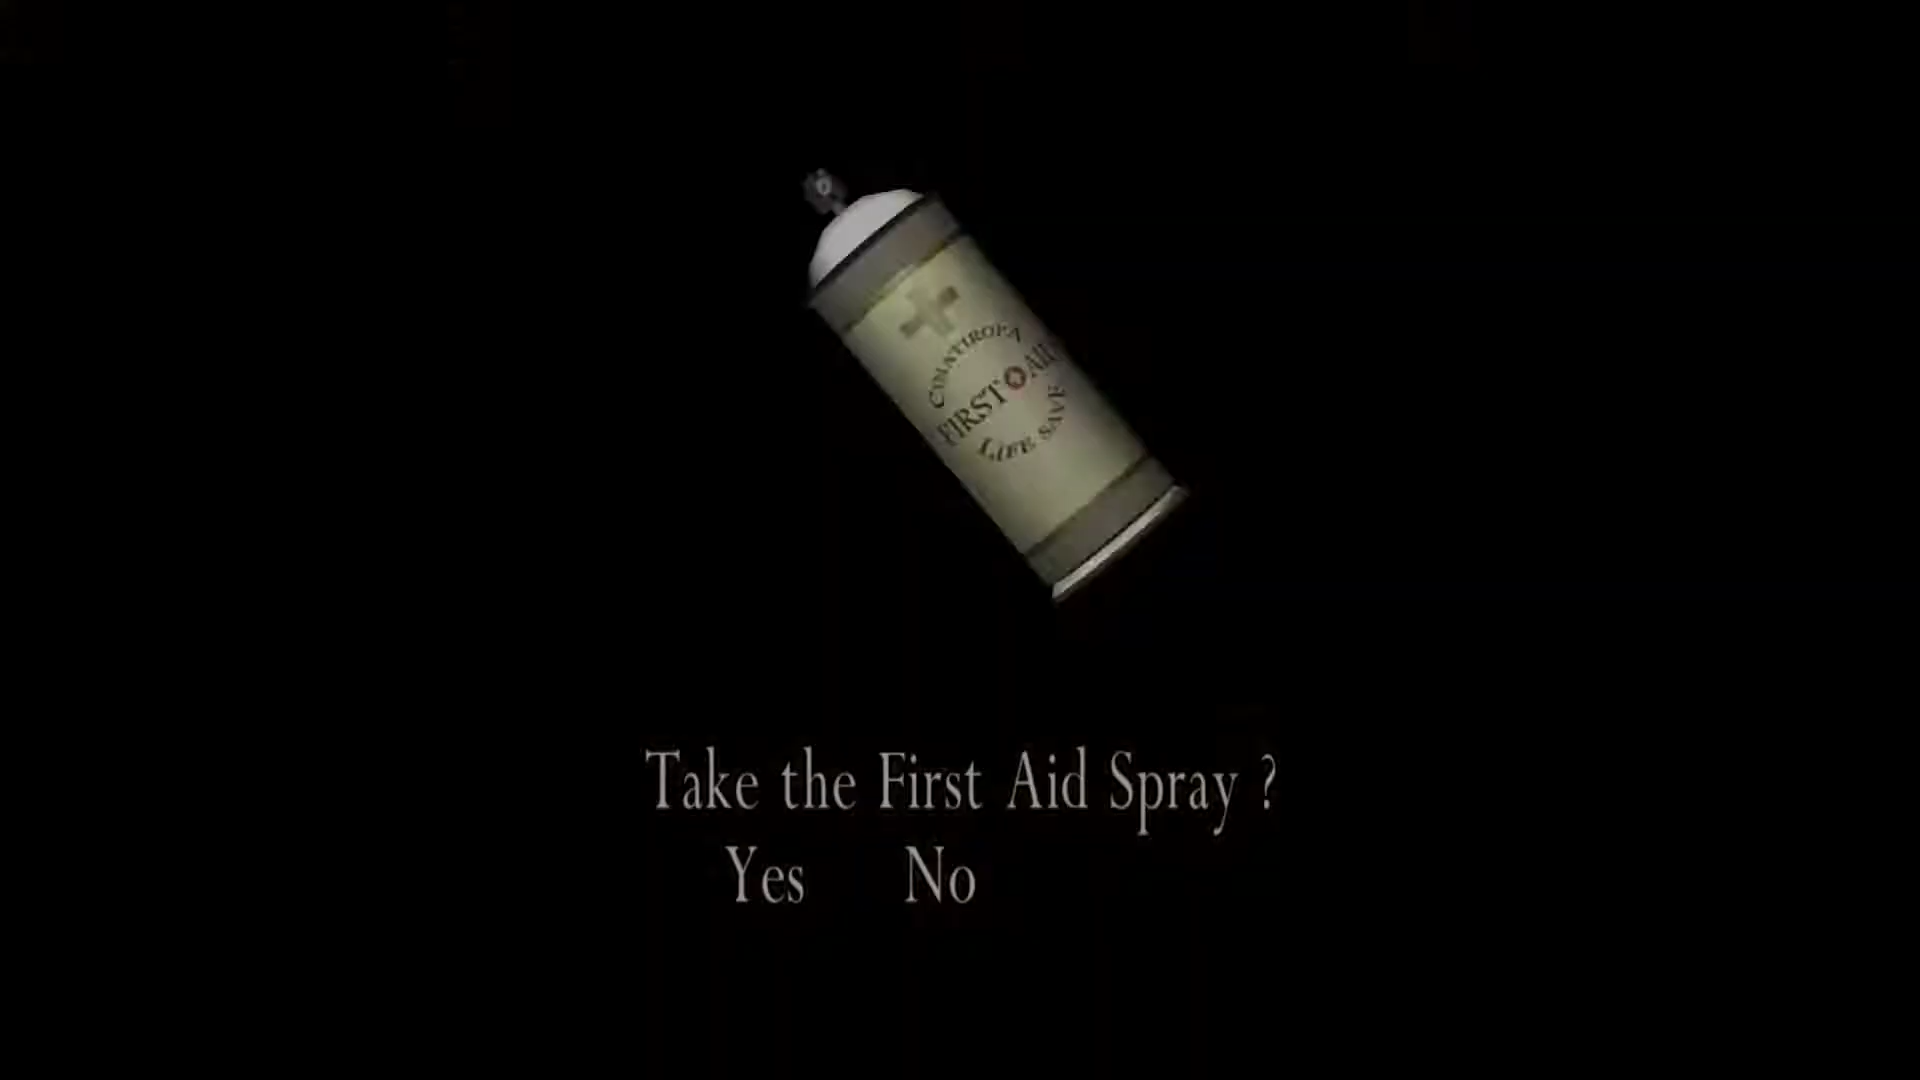 FIRST AID
LIFE SAVE
Take the First Aid Spray ?
Yes No